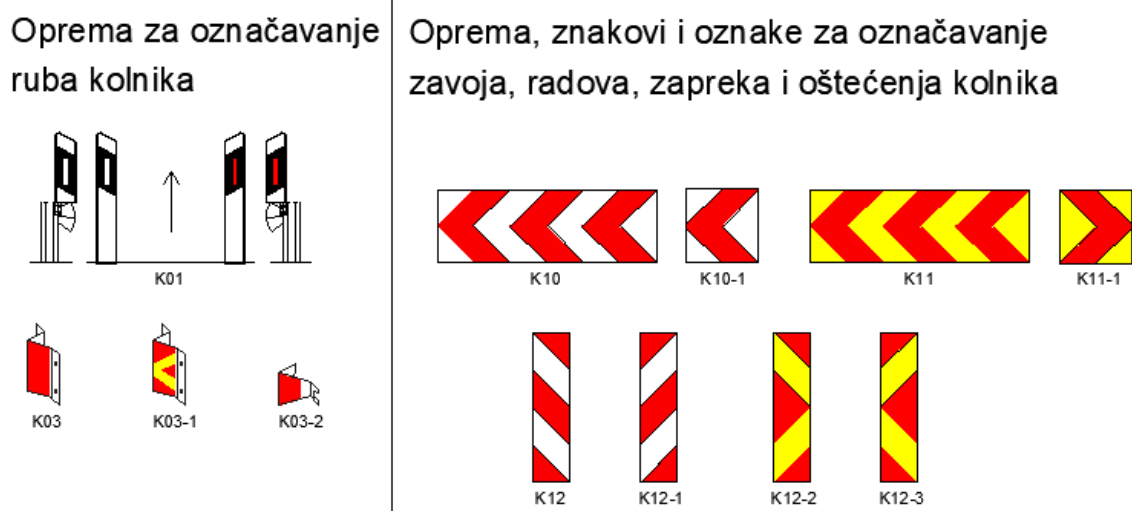 Oprema za označavanje
ruba kolnika
K01
K03 K03-1 K03-2
Oprema, znakovi i oznake za označavanje
zavoja, radova, zapreka i oštećenja kolnika
K10 K10-1 K11 K11-1
K12 K12-1 K12-2 K12-3